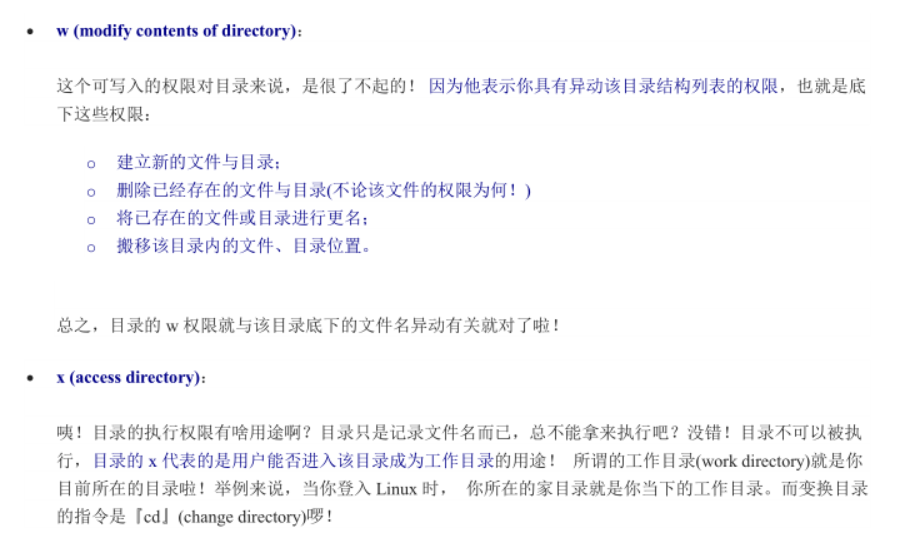 • w (modify contents of directory)：
这个可写入的权限对目录来说，是很了不起的！ 因为他表示你具有异动该目录结构列表的权限，也就是底
下这些权限：
o 建立新的文件与目录；
o 删除已经存在的文件与目录(不论该文件的权限为何！)
o 将已存在的文件或目录进行更名；
o 搬移该目录内的文件、目录位置。
总之，目录的 w 权限就与该目录底下的文件名异动有关就对了啦！
• x (access directory)：
咦！目录的执行权限有啥用途啊？目录只是记录文件名而已，总不能拿来执行吧？没错！目录不可以被执
行，目录的 x 代表的是用户能否进入该目录成为工作目录的用途！ 所谓的工作目录(work directory)就是你
目前所在的目录啦！举例来说，当你登入 Linux 时， 你所在的家目录就是你当下的工作目录。而变换目录
的指令是『cd』(change directory)啰！